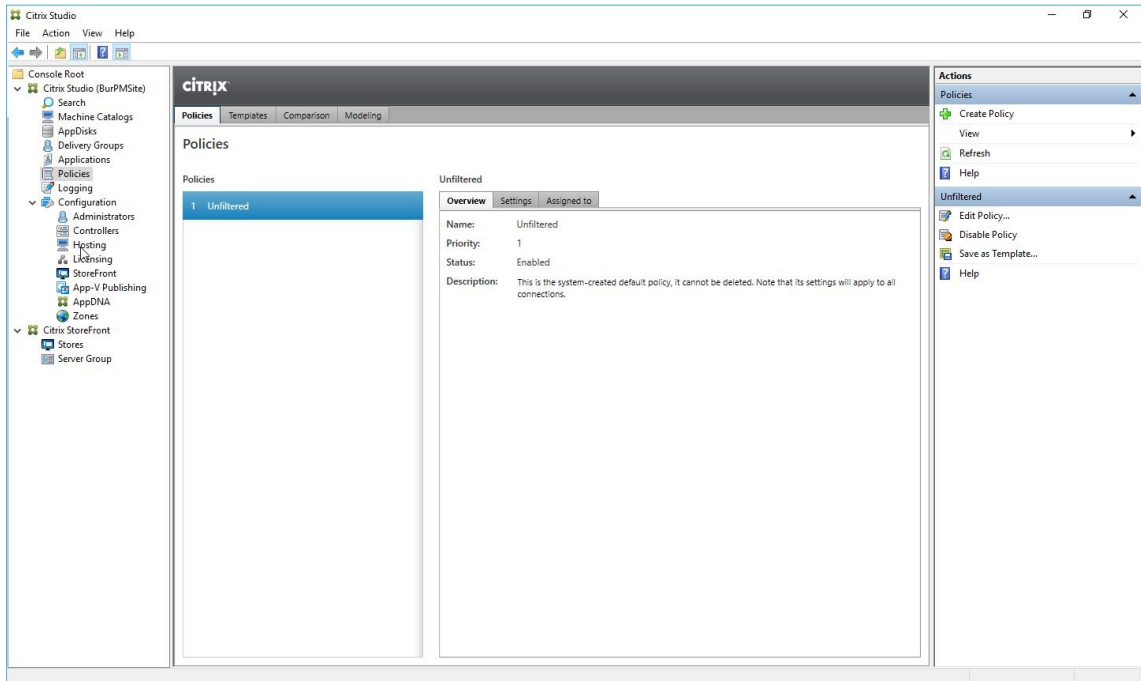 Citrix Studio
File Action View Help
Console Root
Citrix Studio (BurPMSite)
Search
Machine Catalogs
AppDisks
Delivery Groups
Applications
Policies
Logging
Configuration
Administrators
Controllers
Hosting
Licensing
StoreFront
App-V Publishing
AppDNA
Zones
Citrix StoreFront
Stores
Server Group
CİTRIX
Policies Templates Comparison Modeling
Policies
Policies
1 Unfiltered
Unfiltered
Overview Settings Assigned to
Name: Unfiltered
Priority: 1
Status: Enabled
Description: This is the system-created default policy, it cannot be deleted. Note that its settings will apply to all
connections.
Actions
Policies
Create Policy
View
Refresh
Help
Unfiltered
Edit Policy...
Disable Policy
Save as Template...
Help